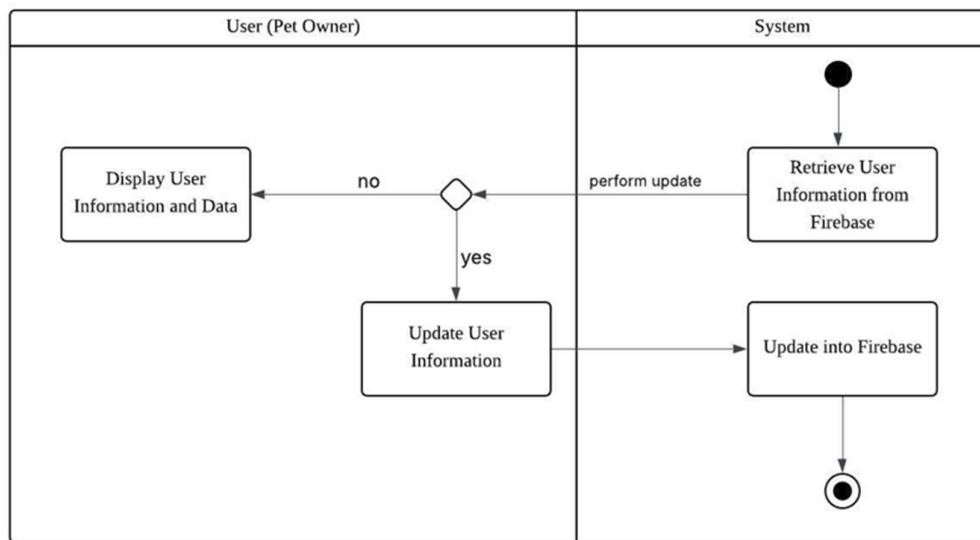 User (Pet Owner)
System
Retrieve User
Information from
Firebase
perform update
no
Display User
Information and Data
yes
Update User
Information
Update into Firebase